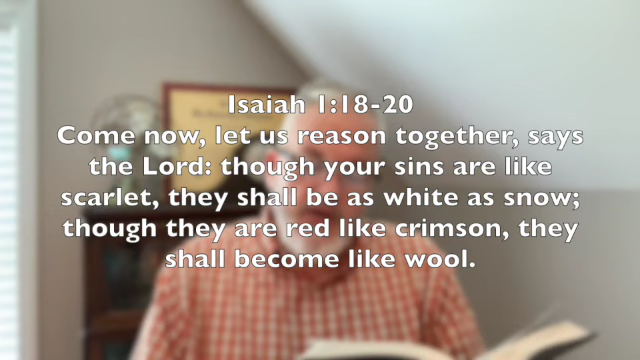 Isaiah 1:18-20
Come now, let us reason together, says
the Lord: though your sins are like
scarlet, they shall be as white as snow;
though they are red like crimson, they
shall become like wool.